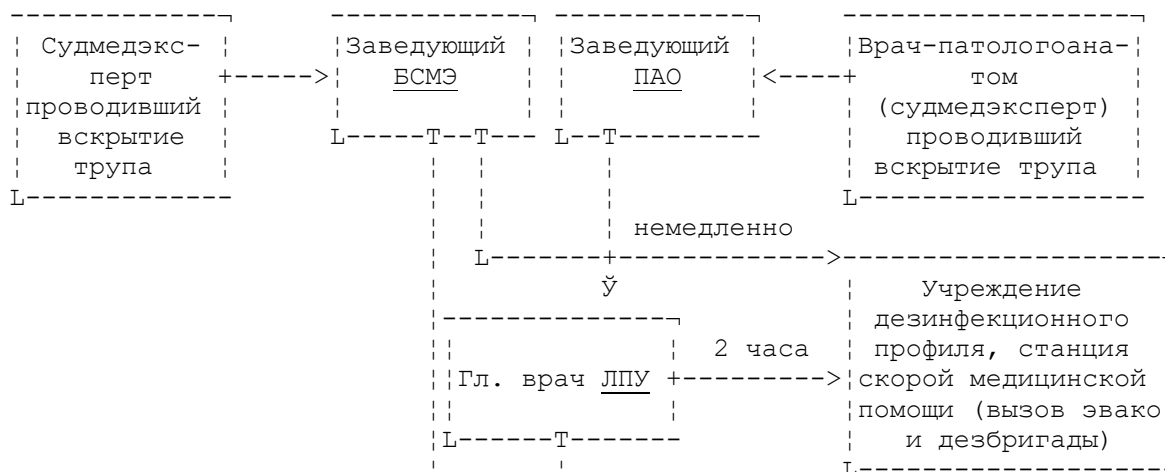 Судмедэкс-
перт
проводивший
вскрытие
трупа
Заведующий
БСМЭ
Заведующий
ПАО
Врач-патологоана-
том
(судмедэксперт)
проводивший
вскрытие трупа
немедленно
Гл. врач ЛПУ
2 часа
Учреждение
дезинфекционного
профиля, станция
скорой медицинской
помощи (вызов эвако
и дезбригады)